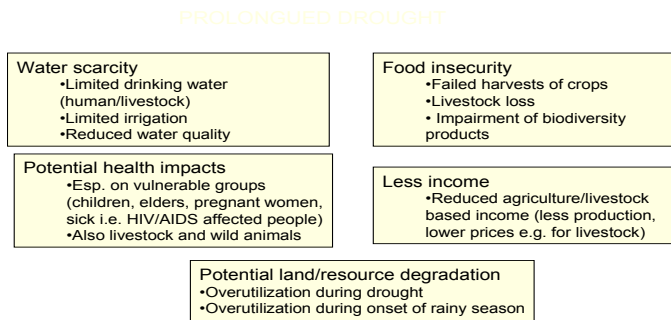 PROLONGUED DROUGHT
Water scarcity
•Limited drinking water
(human/livestock)
•Limited irrigation
•Reduced water quality
Food insecurity
•Failed harvests of crops
•Livestock loss
• Impairment of biodiversity
products
Potential health impacts
•Esp. on vulnerable groups
(children, elders, pregnant women,
sick i.e. HIV/AIDS affected people)
•Also livestock and wild animals
Less income
•Reduced agriculture/livestock
based income (less production,
lower prices e.g. for livestock)
Potential land/resource degradation
•Overutilization during drought
•Overutilization during onset of rainy season